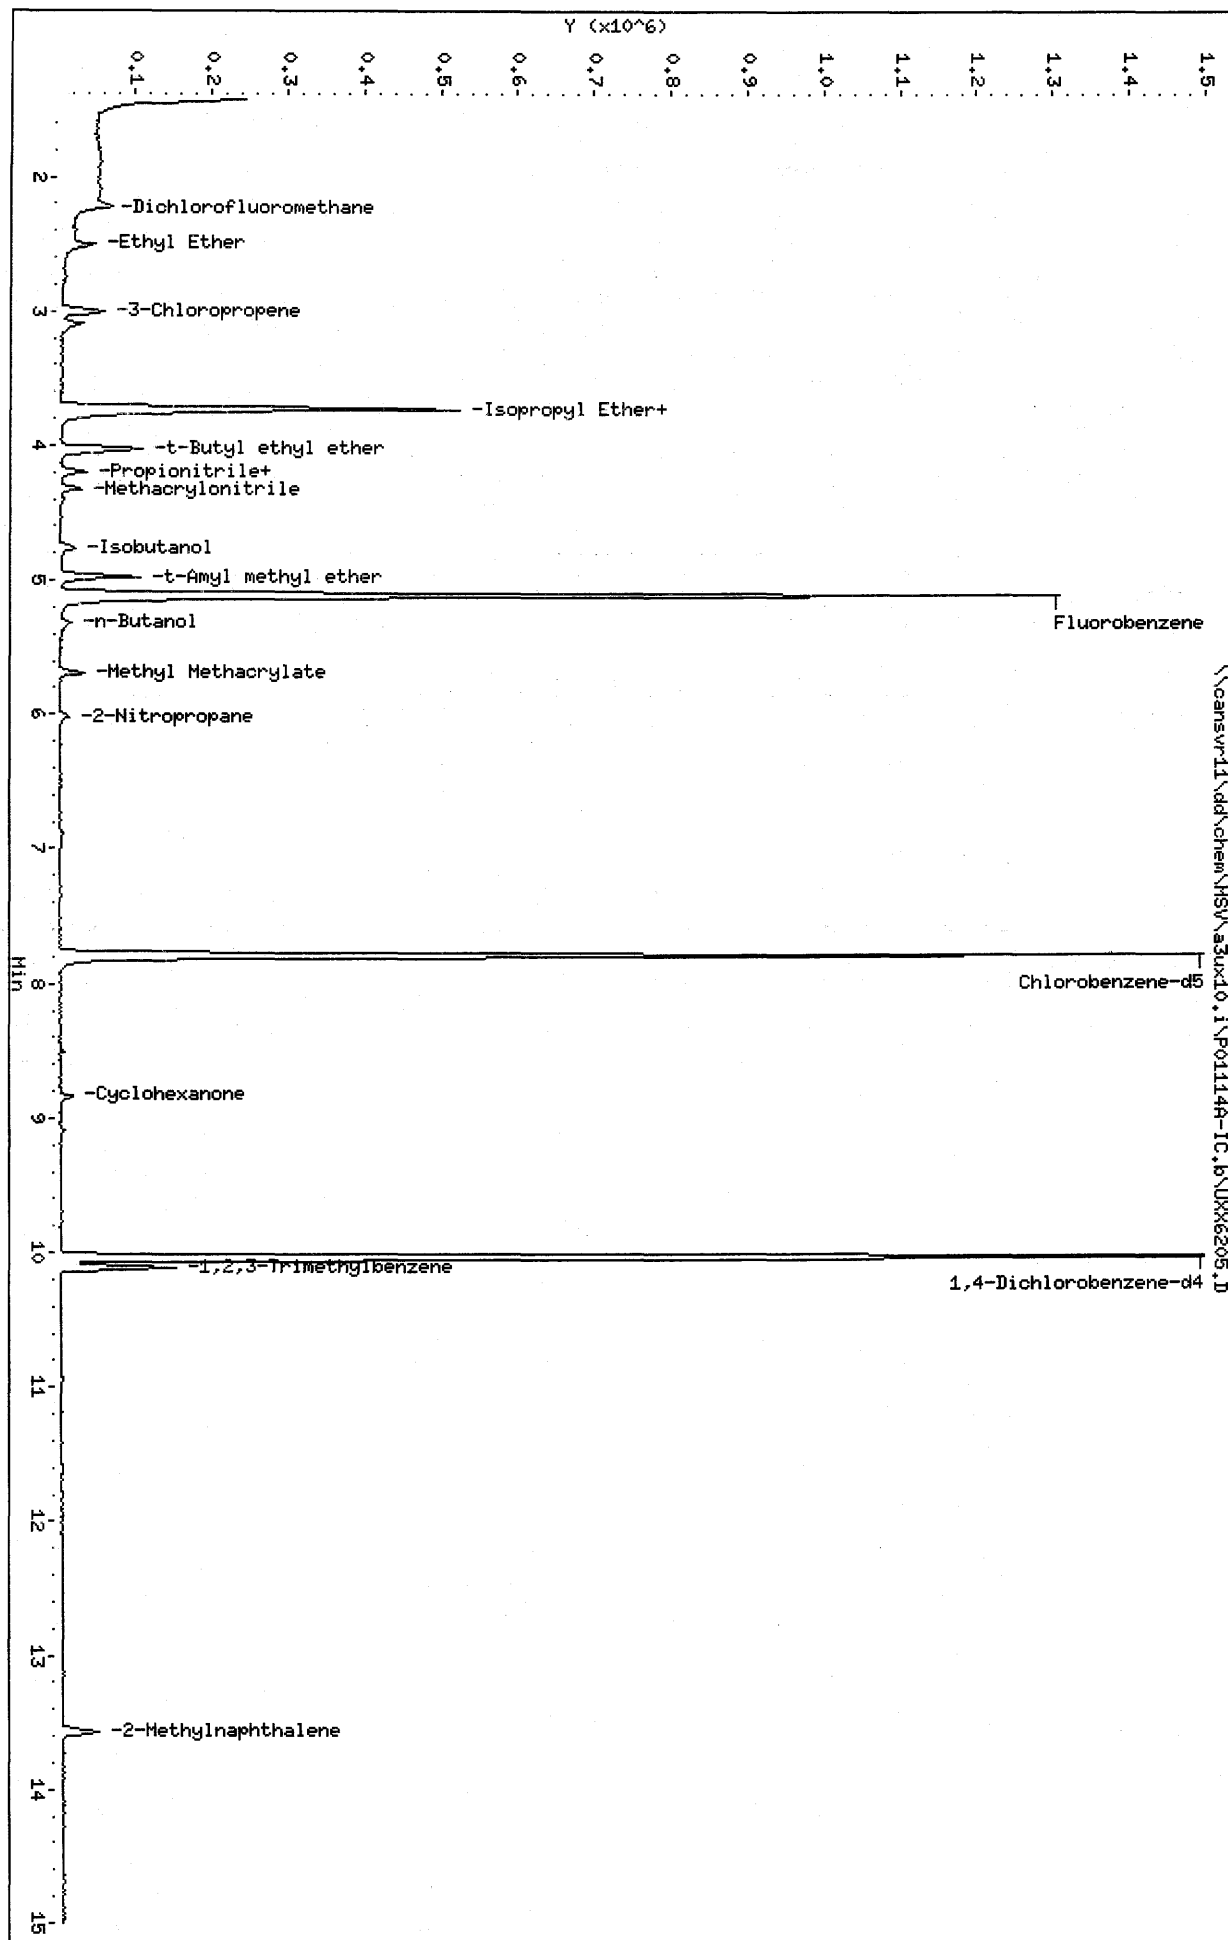 Y (x10^6)
0.1
0.2
0.3
0.4
0.5
0.6
0.7
0.8
0.9
1.0
1.1
1.2
1.3
1.4
1.5
2
3
4
5
6
7
8
9
10
11
12
13
14
15
Min
-Dichlorofluoromethane
-Ethyl Ether
-3-Chloropropene
-Isopropyl Ether+
-t-Butyl ethyl ether
-Propionitrile+
-Methacrylonitrile
-Isobutanol
-t-Amyl methyl ether
Fluorobenzene
-n-Butanol
-Methyl Methacrylate
-2-Nitropropane
Chlorobenzene-d5
-Cyclohexanone
-1,2,3-Trimethylbenzene
1,4-Dichlorobenzene-d4
-2-Methylnaphthalene
\\cansvr11\dd\chem\MSV\a3ux10.i\P01114A-IC.b\UXX6205.D